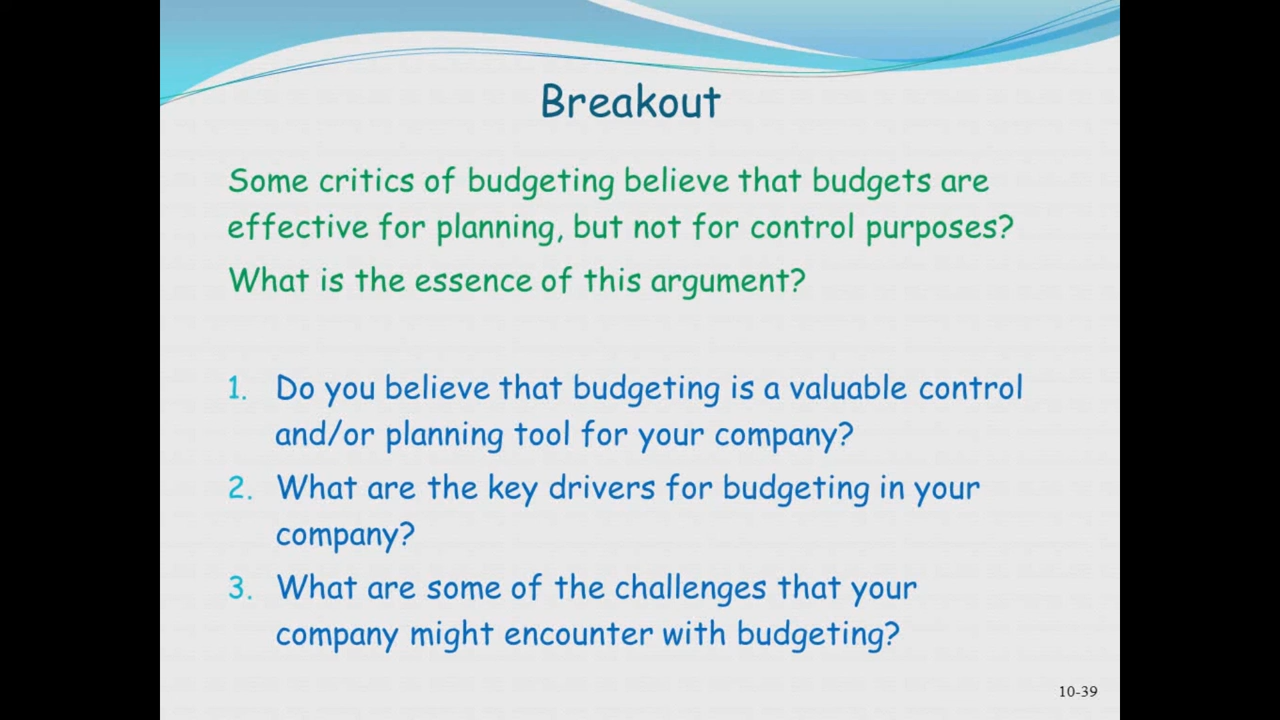 Breakout
Some critics of budgeting believe that budgets are
effective for planning, but not for control purposes?
What is the essence of this argument?
1. Do you believe that budgeting is a valuable control
and/or planning tool for your company?
2. What are the key drivers for budgeting in your
company?
3. What are some of the challenges that your
company might encounter with budgeting?
10-39